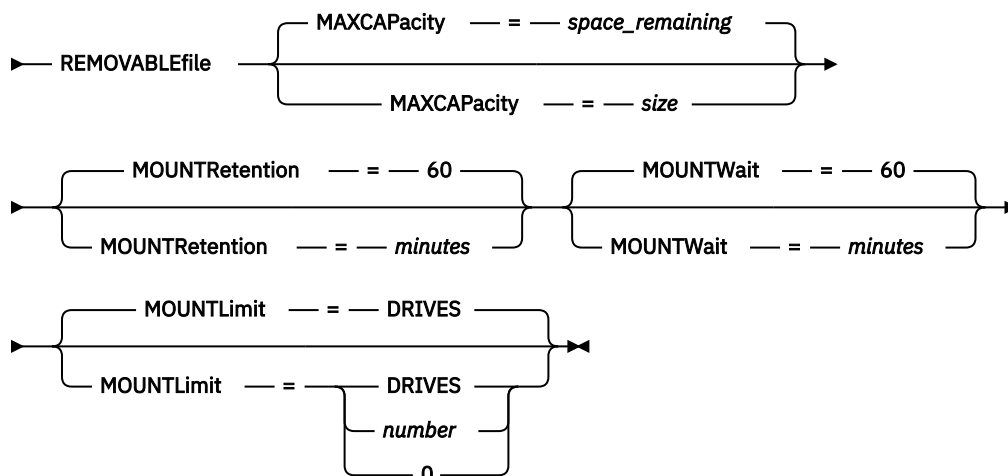 MAXCAPacity = space_remaining
REMOVABLEfile
MAXCAPacity = size
MOUNTRetention = 60 MOUNTWait = 60
MOUNTRetention = minutes MOUNTWait = minutes
MOUNTLimit = DRIVES
MOUNTLimit = DRIVES
number
0